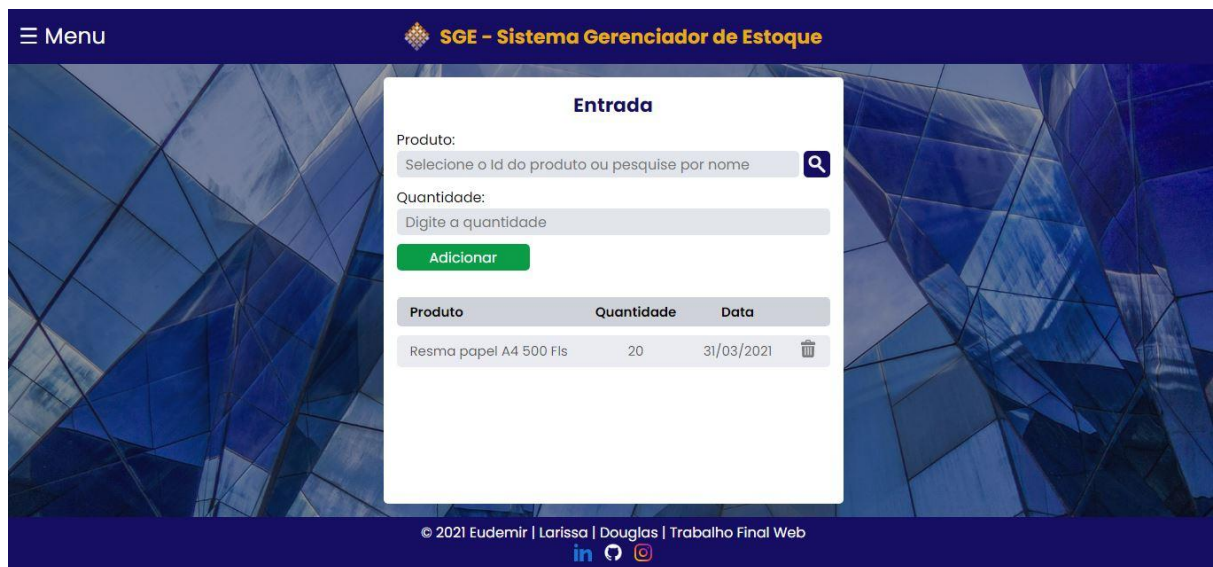 ☰ Menu
SGE - Sistema Gerenciador de Estoque
Entrada
Produto:
Selecione o Id do produto ou pesquise por nome
Quantidade:
Digite a quantidade
Adicionar
Produto Quantidade Data
Resma papel A4 500 Fls 20 31/03/2021
© 2021 Eudemir | Larissa | Douglas | Trabalho Final Web
in